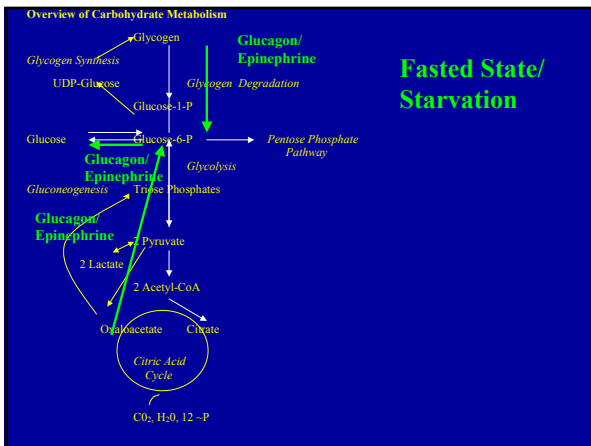 Overview of Carbohydrate Metabolism
Glycogen
Glucagon/
Epinephrine
Fasted State/
Starvation
Glycogen Synthesis
UDP-Glucose
Glycogen Degradation
Glucose-1-P
Glucose
Glucose-6-P
Pentose Phosphate
Pathway
Glucagon/
Epinephrine
Glycolysis
Gluconeogenesis
Triose Phosphates
Glucagon/
Epinephrine
2 Pyruvate
2 Lactate
2 Acetyl-CoA
Oxaloacetate
Citrate
Citric Acid
Cycle
C0₂, H₂0, 12 ~P